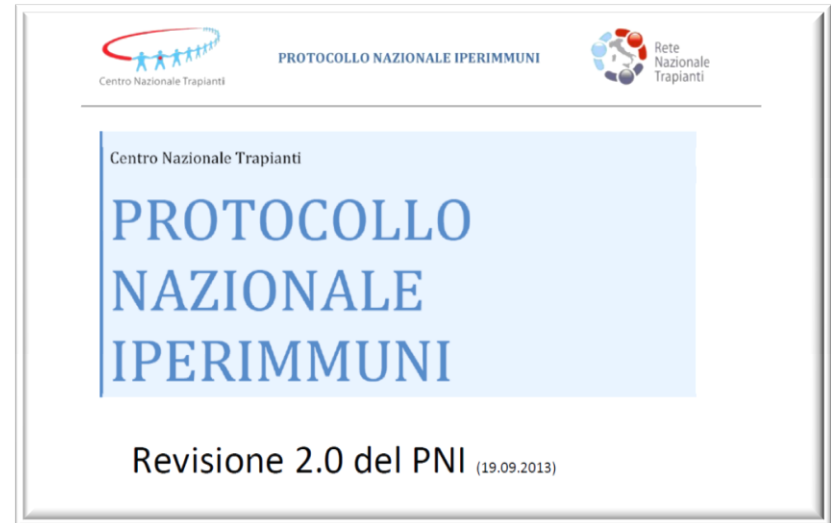 Centro Nazionale Trapianti
PROTOCOLLO NAZIONALE IPERIMMUNI
Rete
Nazionale
Trapianti
Centro Nazionale Trapianti
PROTOCOLLO
NAZIONALE
IPERIMMUNI
Revisione 2.0 del PNI (19.09.2013)